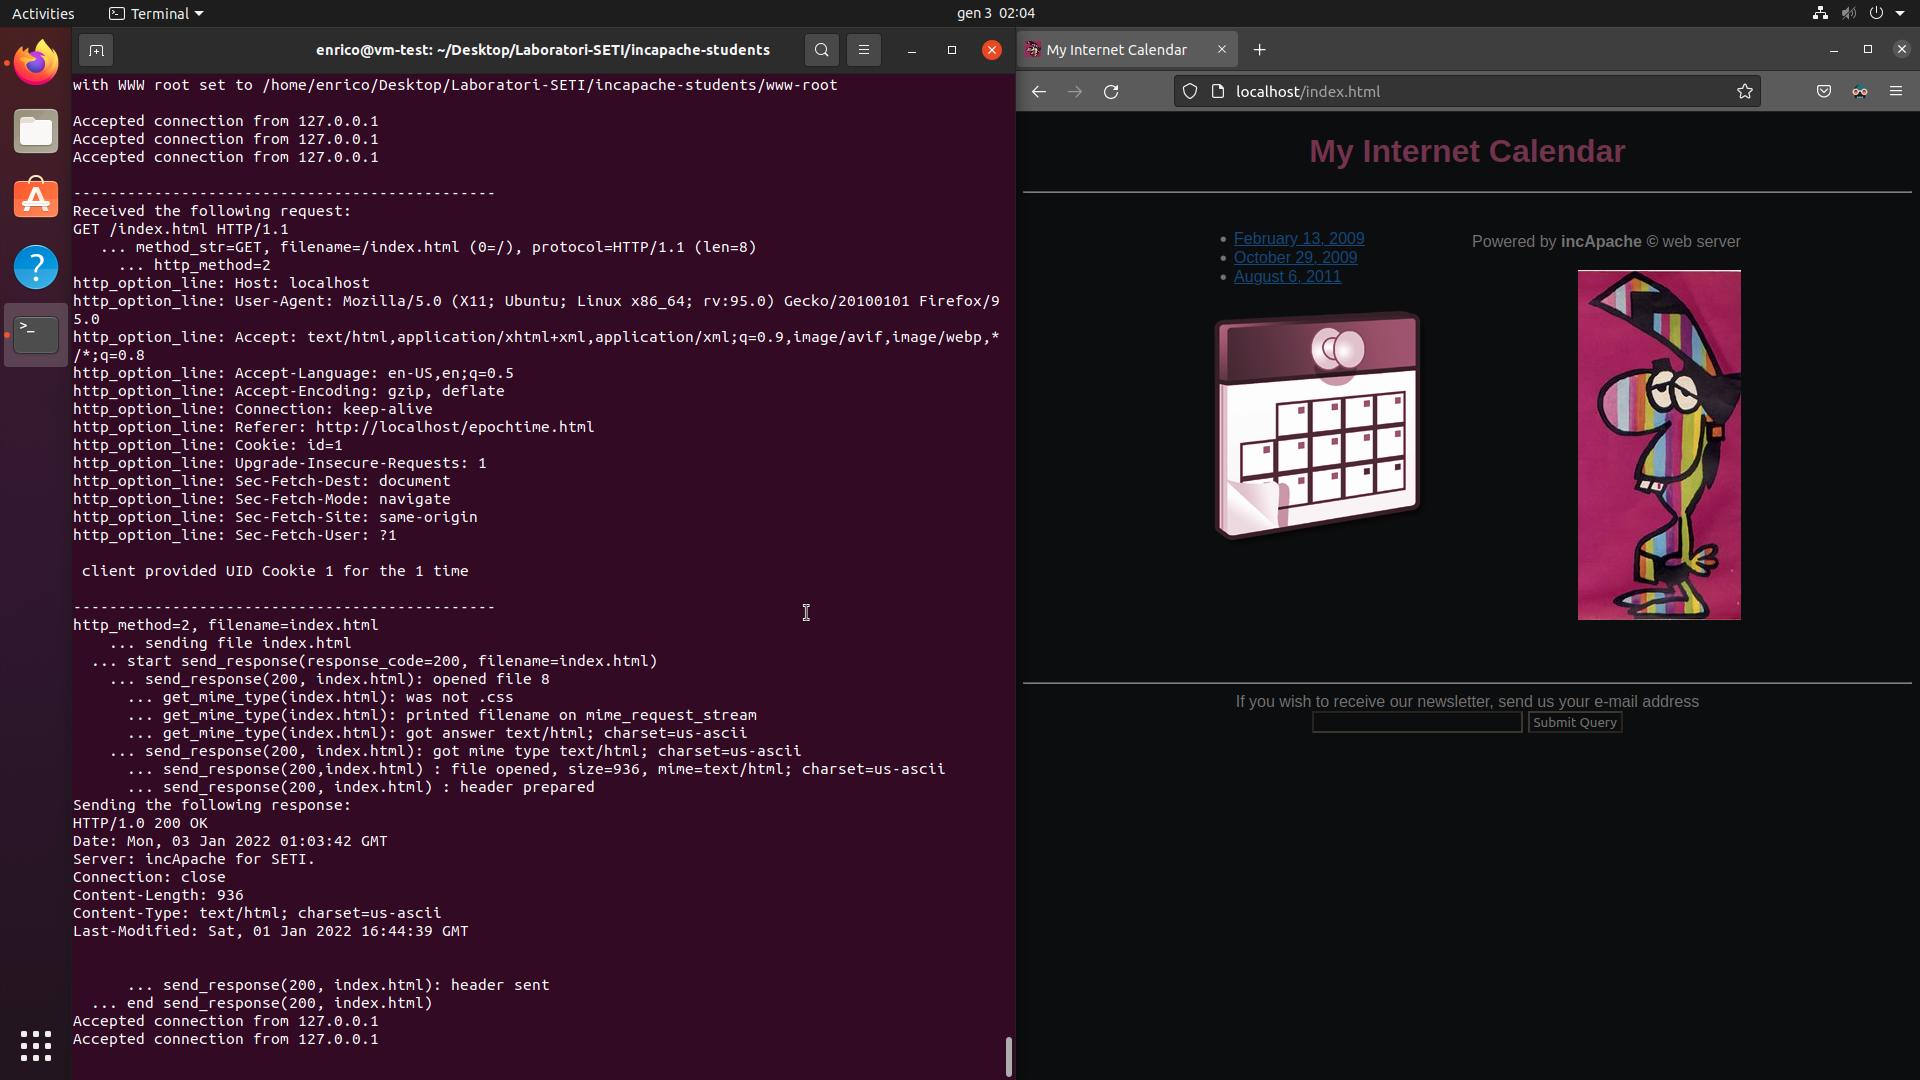 Activities
Terminal
gen 3 02:04
enrico@vm-test: ~/Desktop/Laboratori-SETI/incapache-students
with WWW root set to /home/enrico/Desktop/Laboratori-SETI/incapache-students/www-root
Accepted connection from 127.0.0.1
Accepted connection from 127.0.0.1
Accepted connection from 127.0.0.1
-----------------------------------------------
Received the following request:
GET /index.html HTTP/1.1
... method_str=GET, filename=/index.html (0=/), protocol=HTTP/1.1 (len=8)
... http_method=2
http_option_line: Host: localhost
http_option_line: User-Agent: Mozilla/5.0 (X11; Ubuntu; Linux x86_64; rv:95.0) Gecko/20100101 Firefox/9
5.0
http_option_line: Accept: text/html,application/xhtml+xml,application/xml;q=0.9,image/avif,image/webp,*
/*;q=0.8
http_option_line: Accept-Language: en-US,en;q=0.5
http_option_line: Accept-Encoding: gzip, deflate
http_option_line: Connection: keep-alive
http_option_line: Referer: http://localhost/epochtime.html
http_option_line: Cookie: id=1
http_option_line: Upgrade-Insecure-Requests: 1
http_option_line: Sec-Fetch-Dest: document
http_option_line: Sec-Fetch-Mode: navigate
http_option_line: Sec-Fetch-Site: same-origin
http_option_line: Sec-Fetch-User: ?1
client provided UID Cookie 1 for the 1 time
-----------------------------------------------
http_method=2, filename=index.html
... sending file index.html
... start send_response(response_code=200, filename=index.html)
... send_response(200, index.html): opened file 8
... get_mime_type(index.html): was not .css
... get_mime_type(index.html): printed filename on mime_request_stream
... get_mime_type(index.html): got answer text/html; charset=us-ascii
... send_response(200, index.html): got mime type text/html; charset=us-ascii
... send_response(200,index.html) : file opened, size=936, mime=text/html; charset=us-ascii
... send_response(200, index.html) : header prepared
Sending the following response:
HTTP/1.0 200 OK
Date: Mon, 03 Jan 2022 01:03:42 GMT
Server: incApache for SETI.
Connection: close
Content-Length: 936
Content-Type: text/html; charset=us-ascii
Last-Modified: Sat, 01 Jan 2022 16:44:39 GMT
... send_response(200, index.html): header sent
... end send_response(200, index.html)
Accepted connection from 127.0.0.1
Accepted connection from 127.0.0.1
My Internet Calendar
localhost/index.html
My Internet Calendar
February 13, 2009
October 29, 2009
August 6, 2011
Powered by incApache © web server
If you wish to receive our newsletter, send us your e-mail address
Submit Query